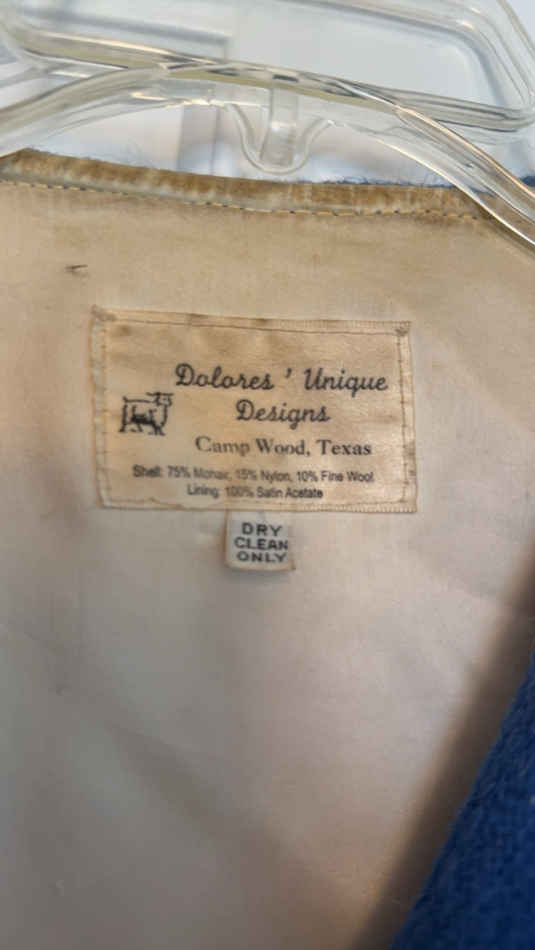 Dolores ' Unique
Designs
Camp Wood, Texas
Shell: 75% Mohair, 15% Nylon, 10% Fine Wool
Lining: 100% Satin Acetate
DRY
CLEAN
ONLY